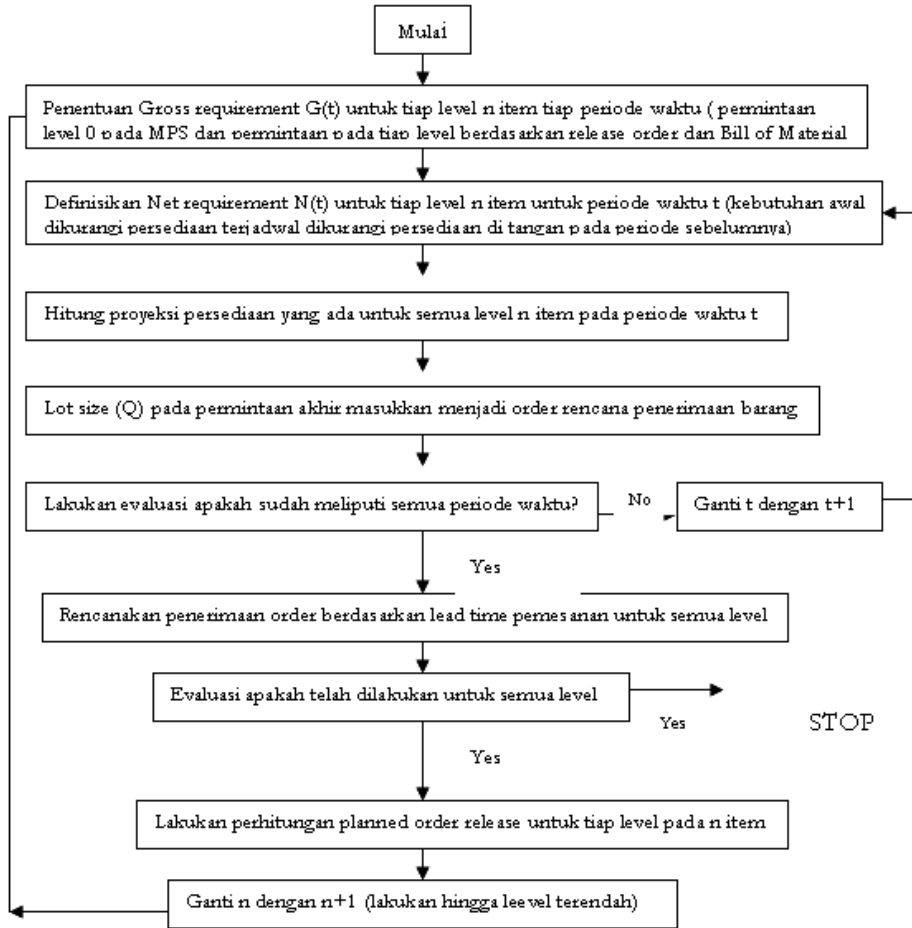 Mulai
Penentuan Gross requirement G(t) untuk tiap level n item tiap periode waktu ( permintaan
level 0 pada MPS dan permintaan pada tiap level berdasarkan release order dan Bill of Material
Definisikan Net requirement N(t) untuk tiap level n item untuk periode waktu t (kebutuhan awal
dikurangi persediaan terjadwal dikurangi persediaan di tangan pada periode sebelumnya)
Hitung proyeksi persediaan yang ada untuk semua level n item pada periode waktu t
Lot size (Q) pada permintaan akhir masukkan menjadi order rencana penerimaan barang
Lakukan evaluasi apakah sudah meliputi semua periode waktu?
No
Ganti t dengan t+1
Yes
Rencanakan penerimaan order berdasarkan lead time pemesanan untuk semua level
Evaluasi apakah telah dilakukan untuk semua level
Yes
STOP
Yes
Lakukan perhitungan planned order release untuk tiap level pada n item
Ganti n dengan n+1 (lakukan hingga leevel terendah)